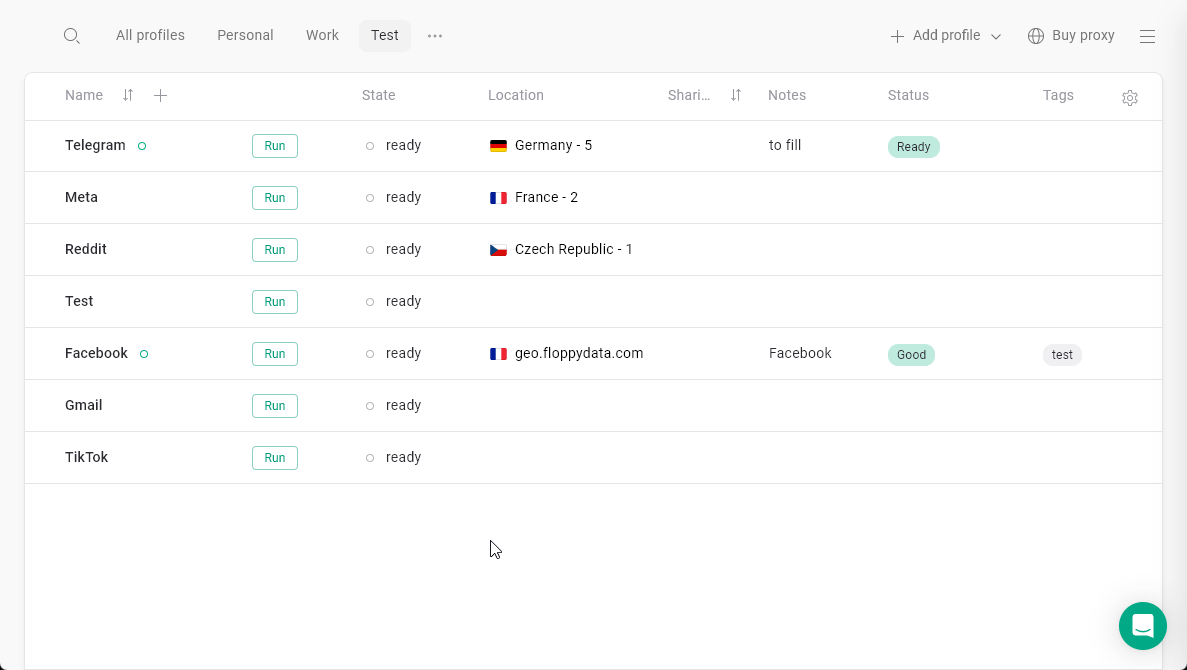 All profiles Personal Work Test ··· Add profile Buy proxy
Name State Location Shari... Notes Status Tags
Telegram Run ready Germany - 5 to fill Ready
Meta Run ready France - 2
Reddit Run ready Czech Republic - 1
Test Run ready
Facebook Run ready geo.floppydata.com Facebook Good test
Gmail Run ready
TikTok Run ready